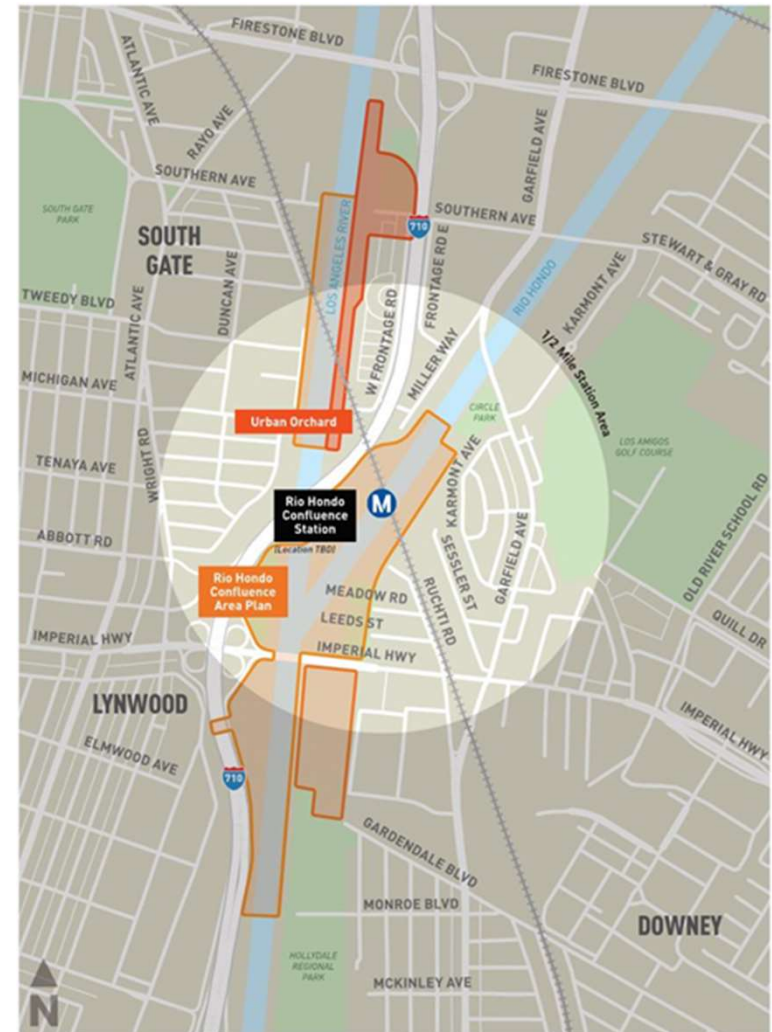 FIRESTONE BLVD
ATLANTIC AVE
FIRESTONE BLVD
RAYO AVE
GARFIELD AVE
SOUTHERN AVE
SOUTH GATE
PARK
LOS ANGELES RIVER
SOUTHERN AVE
710
STEWART & GRAY RD
SOUTH
GATE
DUNCAN AVE
FRONTAGE RD E
RIO HONDO
KARMONT AVE
TWEEDY BLVD
ATLANTIC AVE
W FRONTAGE RD
MILLER WAY
1/2 Mile Station Area
MICHIGAN AVE
CIRCLE
PARK
Urban Orchard
LOS AMIGOS
GOLF COURSE
TENAYA AVE
WRIGHT RD
KARMONT AVE
Rio Hondo
Confluence
Station
M
(Location TBD)
ABBOTT RD
SESSLER ST
GARFIELD AVE
OLD RIVER SCHOOL RD
Rio Hondo
Confluence
Area Plan
MEADOW RD
RUCHTI RD
LEEDS ST
QUILL DR
IMPERIAL HWY
IMPERIAL HWY
LYNWOOD
IMPERIAL HWY
ELMWOOD AVE
710
GARDENDALE BLVD
MONROE BLVD
DOWNEY
HOLLYDALE
REGIONAL
PARK
MCKINLEY AVE
N